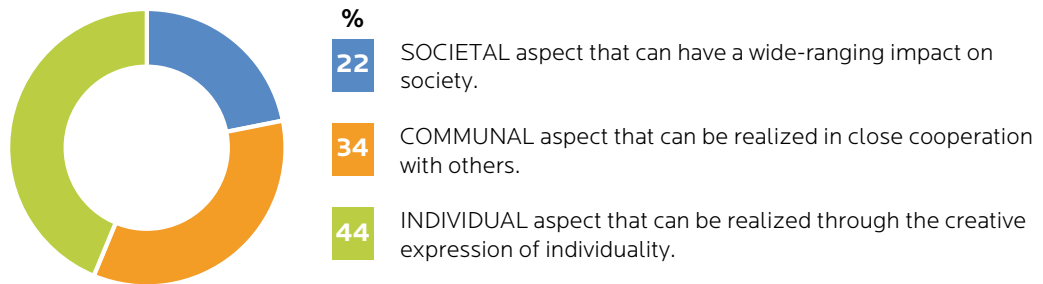 %
22
SOCIETAL aspect that can have a wide-ranging impact on
society.
34
COMMUNAL aspect that can be realized in close cooperation
with others.
44
INDIVIDUAL aspect that can be realized through the creative
expression of individuality.